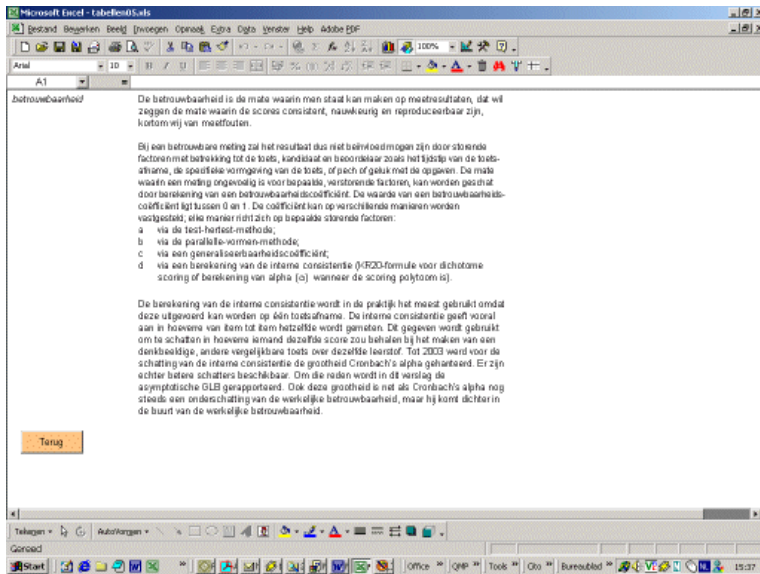 Microsoft Excel - tabellen05.xls
Bestand Bewerken Beeld Invoegen Opmaak Extra Data Venster Help Adobe PDF
100%
Arial 10
A1 =
betrouwbaarheid
De betrouwbaarheid is de mate waarin men staat kan maken op meetresultaten, dat wil
zeggen de mate waarin de scores consistent, nauwkeurig en reproduceerbaar zijn,
kortom vrij van meetfouten.
Bij een betrouwbare meting zal het resultaat dus niet beïnvloed mogen zijn door storende
factoren met betrekking tot de toets, kandidaat en beoordelaar zoals het tijdstip van de toets-
afname, de specifieke vormgeving van de toets, of pech of geluk met de opgaven. De mate
waarin een meting ongevoelig is voor bepaalde, verstorende factoren, kan worden geschat
door berekening van een betrouwbaarheidscoëfficiënt. De waarde van een betrouwbaarheids-
coëfficiënt ligt tussen 0 en 1. De coëfficiënt kan op verschillende manieren worden
vastgesteld; elke manier richt zich op bepaalde storende factoren:
a via de test-hertest-methode;
b via de parallelle-vormen-methode;
c via een generaliseerbaarheidscoëfficiënt;
d via een berekening van de interne consistentie (KR20-formule voor dichotome
scoring of berekening van alpha (α) wanneer de scoring polytoom is).
De berekening van de interne consistentie wordt in de praktijk het meest gebruikt omdat
deze uitgevoerd kan worden op één toetsafname. De interne consistentie geeft vooral
aan in hoeverre van item tot item hetzelfde wordt gemeten. Dit gegeven wordt gebruikt
om te schatten in hoeverre iemand dezelfde score zou behalen bij het maken van een
denkbeeldige, andere vergelijkbare toets over dezelfde leerstof. Tot 2003 werd voor de
schatting van de interne consistentie de grootheid Cronbach's alpha gehanteerd. Er zijn
echter betere schatters beschikbaar. Om die reden wordt in dit verslag de
asymptotische GLB gerapporteerd. Ook deze grootheid is net als Cronbach's alpha nog
steeds een onderschatting van de werkelijke betrouwbaarheid, maar hij komt dichter in
de buurt van de werkelijke betrouwbaarheid.
Terug
Tekenen AutoVormen
Gereed
Start Office QMP Tools Cito Bureaublad 15:37